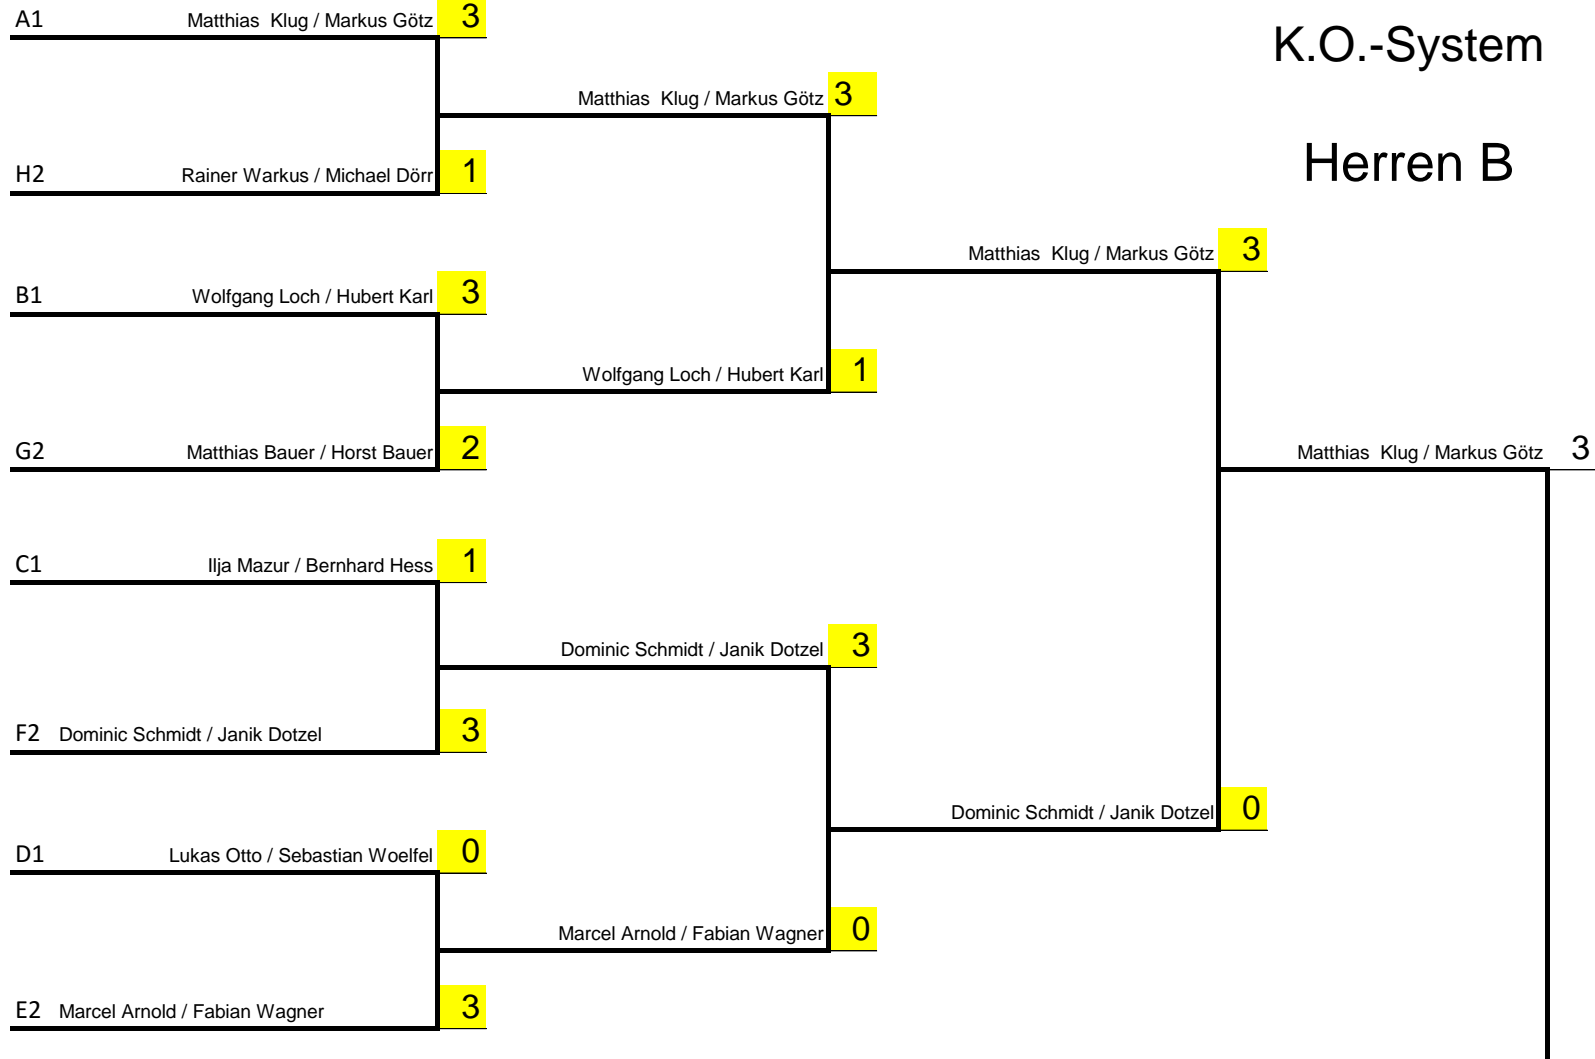 A1 Matthias  Klug / Markus Götz 3
K.O.-System
Matthias  Klug / Markus Götz 3
H2 Rainer Warkus / Michael Dörr 1
Herren B
Matthias  Klug / Markus Götz 3
B1 Wolfgang Loch / Hubert Karl 3
Wolfgang Loch / Hubert Karl 1
G2 Matthias Bauer / Horst Bauer 2
Matthias  Klug / Markus Götz 3
C1 Ilja Mazur / Bernhard Hess 1
Dominic Schmidt / Janik Dotzel 3
F2 Dominic Schmidt / Janik Dotzel 3
Dominic Schmidt / Janik Dotzel 0
D1 Lukas Otto / Sebastian Woelfel 0
Marcel Arnold / Fabian Wagner 0
E2 Marcel Arnold / Fabian Wagner 3